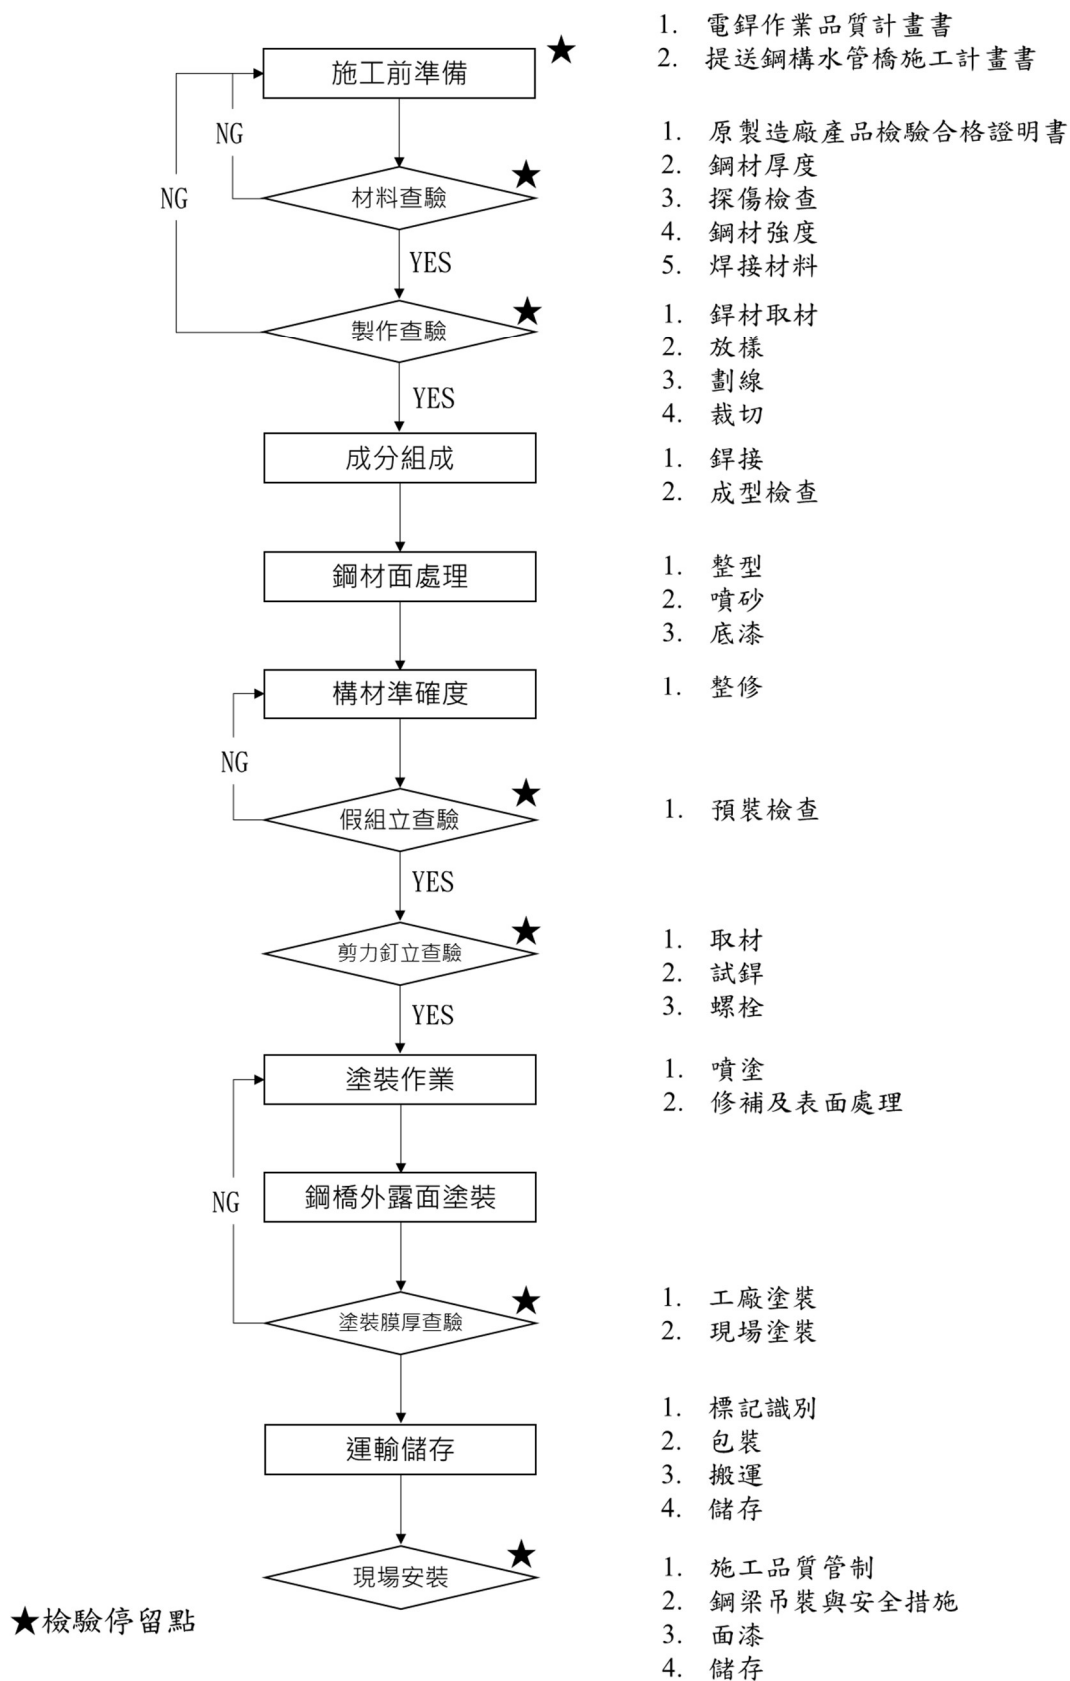 1. 電銲作業品質計畫書
2. 提送鋼構水管橋施工計畫書
施工前準備
★
NG
1. 原製造廠產品檢驗合格證明書
2. 鋼材厚度
3. 探傷檢查
4. 鋼材強度
5. 焊接材料
材料查驗
★
NG
YES
1. 銲材取材
2. 放樣
3. 劃線
4. 裁切
製作查驗
★
YES
成分組成
1. 銲接
2. 成型檢查
鋼材面處理
1. 整型
2. 噴砂
3. 底漆
構材準確度
1. 整修
NG
假組立查驗
★
1. 預裝檢查
YES
剪力釘立查驗
★
1. 取材
2. 試銲
3. 螺栓
YES
塗裝作業
1. 噴塗
2. 修補及表面處理
鋼橋外露面塗裝
NG
塗裝膜厚查驗
★
1. 工廠塗裝
2. 現場塗裝
運輸儲存
1. 標記識別
2. 包裝
3. 搬運
4. 儲存
現場安裝
★
1. 施工品質管制
2. 鋼梁吊裝與安全措施
3. 面漆
4. 儲存
★檢驗停留點